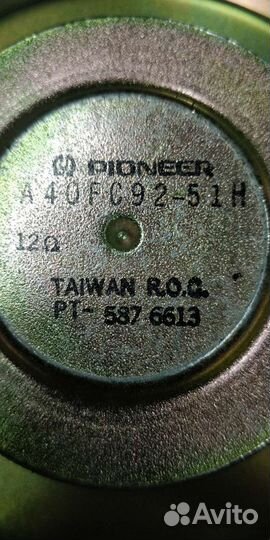 PIONEER
A40FC92-51H
12Ω
TAIWAN R.O.C.
PT- 587 6613
Avito